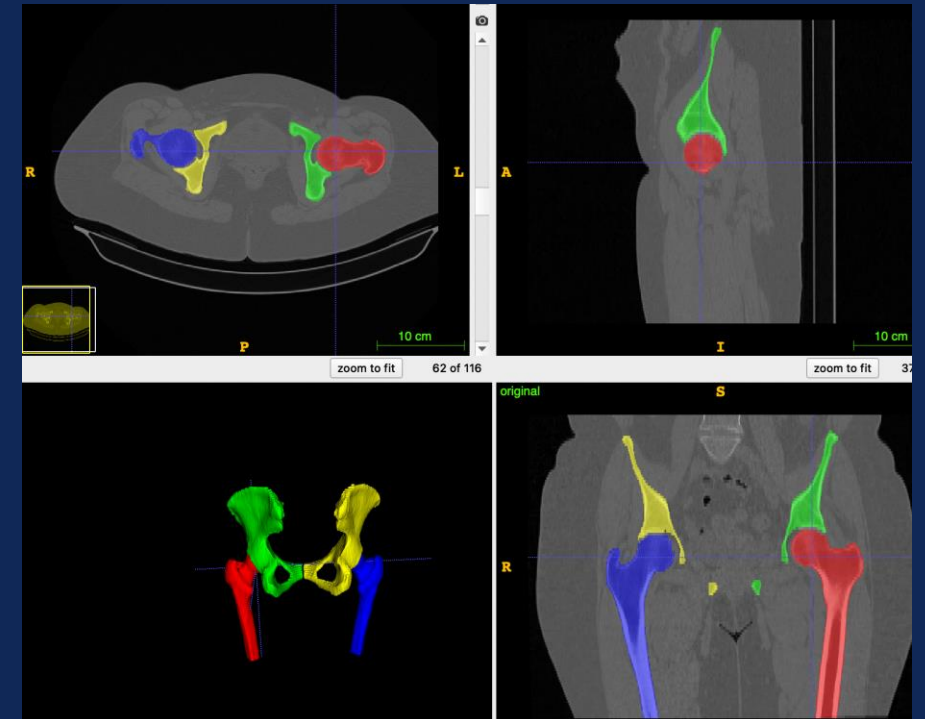 R
L
P
10 cm
A
I
10 cm
zoom to fit
62 of 116
zoom to fit
37
original
S
R